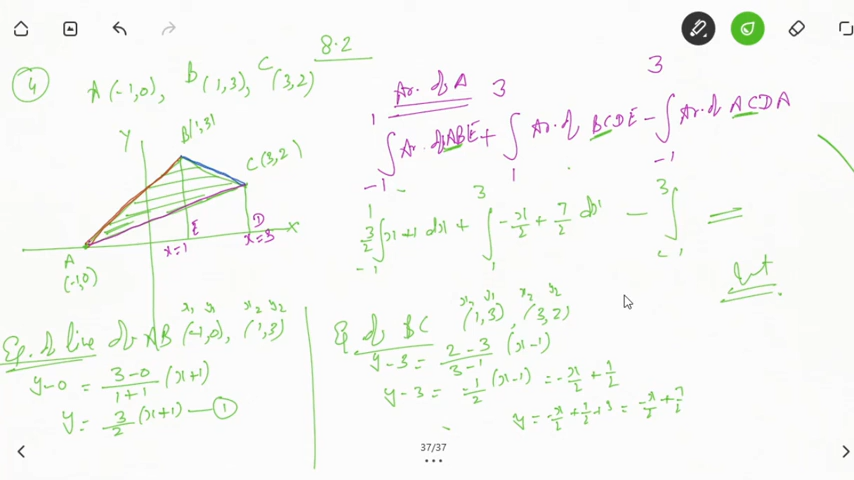 8.2
④ A(-1,0), B(1,3), C(3,2)
Ar. of Δ
1 3 3
∫ Ar. of ABE + ∫ Ar. of BCDE - ∫ Ar. of ACDA
-1 1 -1
Y
B(1,3)
C(3,2)
E
D
X
x=1
x=3
A
(-1,0)
1 3 3
3/2 ∫ x+1 dx + ∫ -x/2 + 7/2 dx - ∫ =
-1 1 -1
x₁ y₁ x₂ y₂
Eq. of line of AB (-1,0), (1,3)
y-0 = 3-0/1+1 (x+1)
y = 3/2 (x+1) — ①
x₁ y₁ x₂ y₂
Eq. of BC (1,3), (3,2)
y-3 = 2-3/3-1 (x-1)
y-3 = -1/2 (x-1) = -x/2 + 1/2
y = -x/2 + 1/2 + 3 = -x/2 + 7/2
37/37